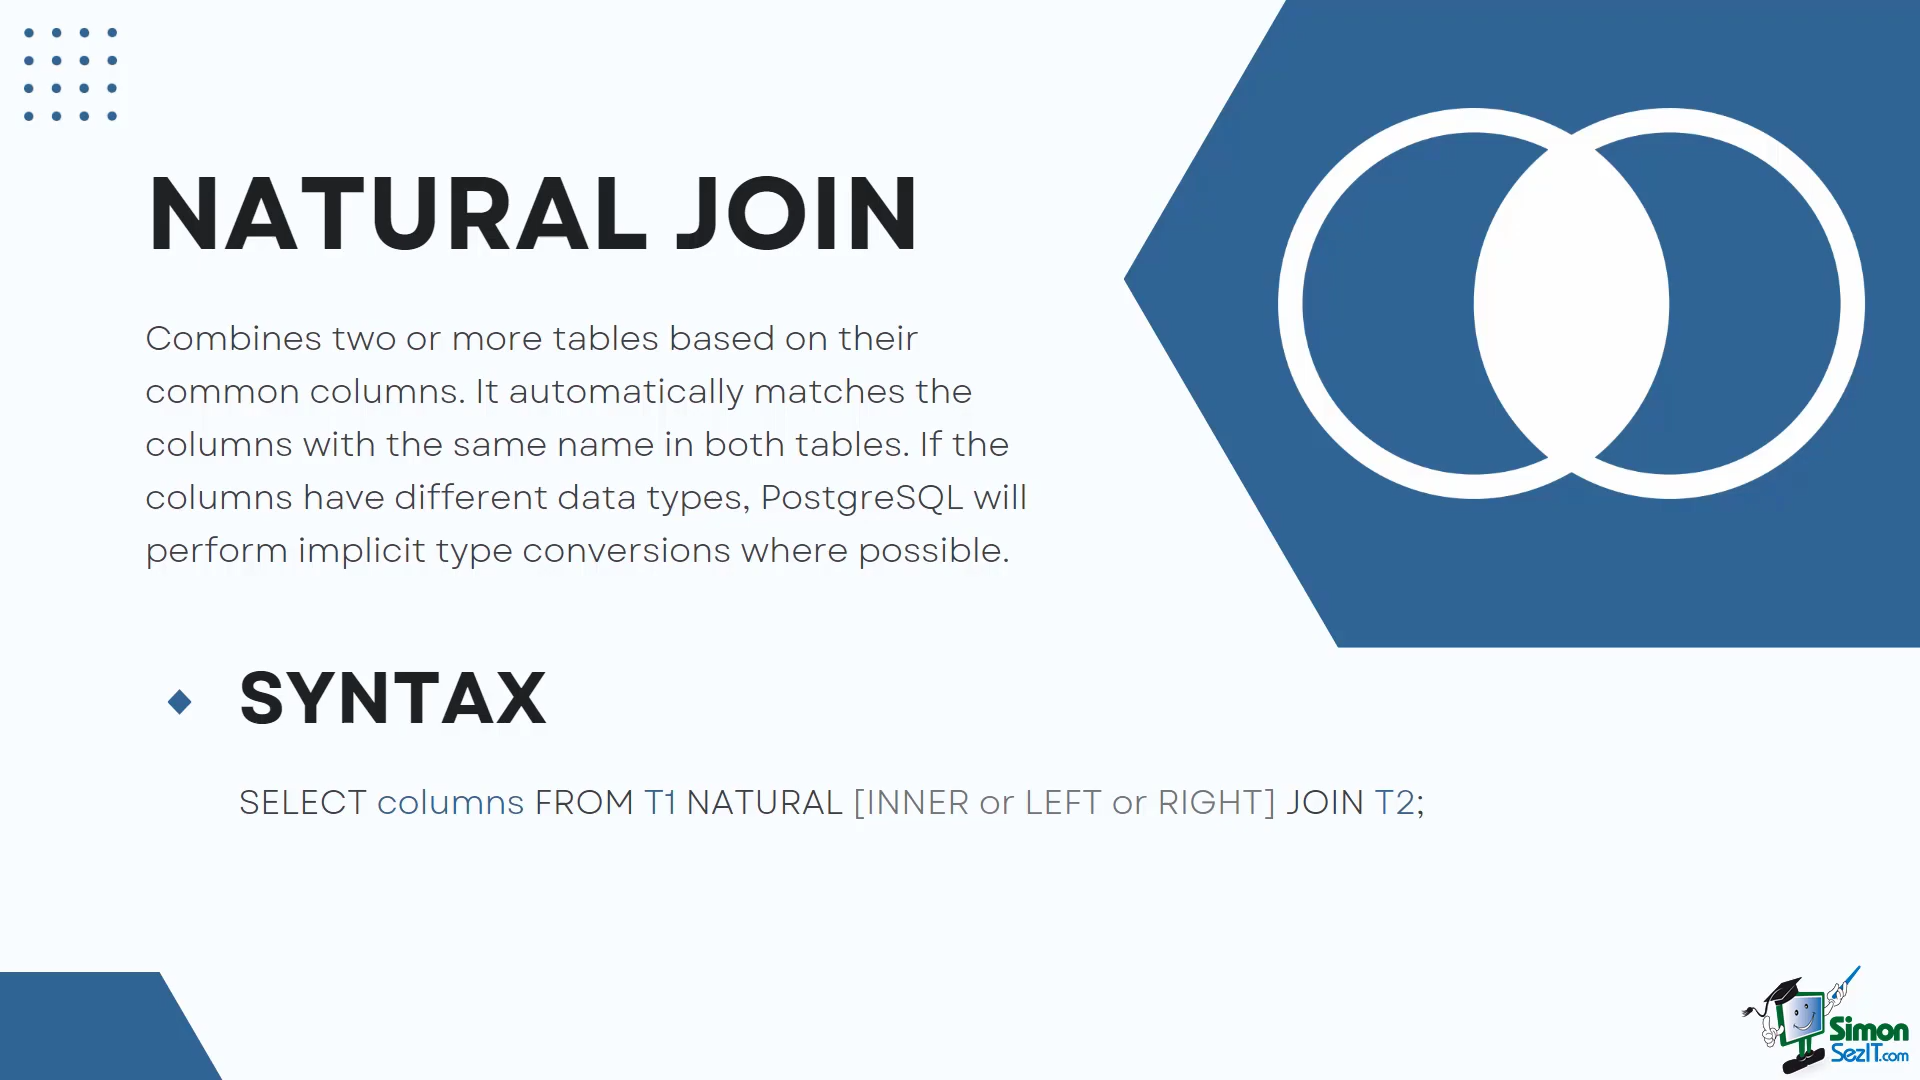 NATURAL JOIN
Combines two or more tables based on their
common columns. It automatically matches the
columns with the same name in both tables. If the
columns have different data types, PostgreSQL will
perform implicit type conversions where possible.
SYNTAX
SELECT columns FROM T1 NATURAL [INNER or LEFT or RIGHT] JOIN T2;
Simon
SezIT.com